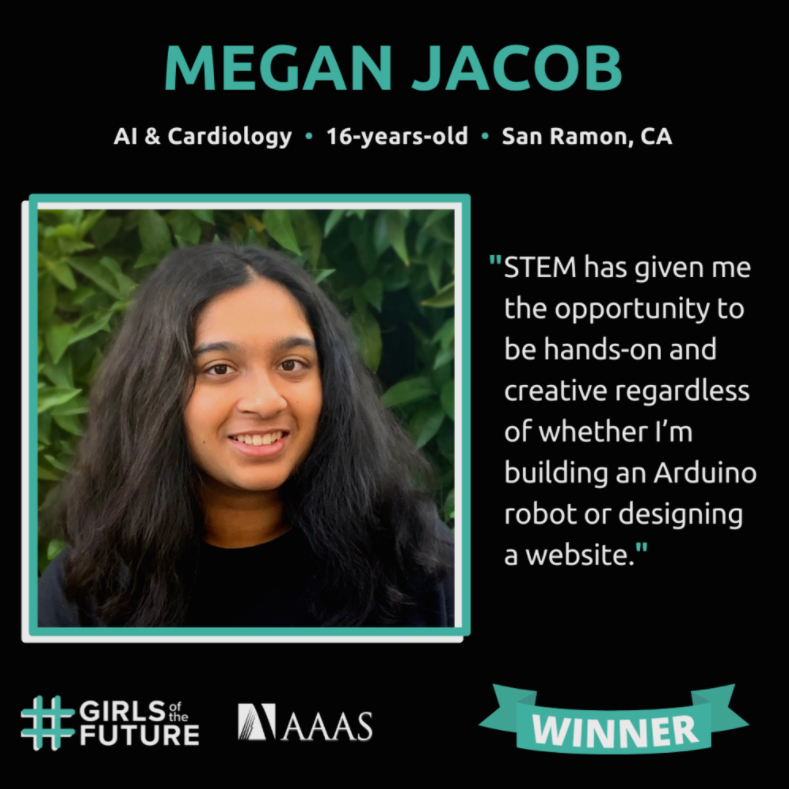 MEGAN JACOB
AI & Cardiology • 16-years-old • San Ramon, CA
"STEM has given me
the opportunity to
be hands-on and
creative regardless
of whether I’m
building an Arduino
robot or designing
a website."
#GIRLS of the
FUTURE
AAAS
WINNER